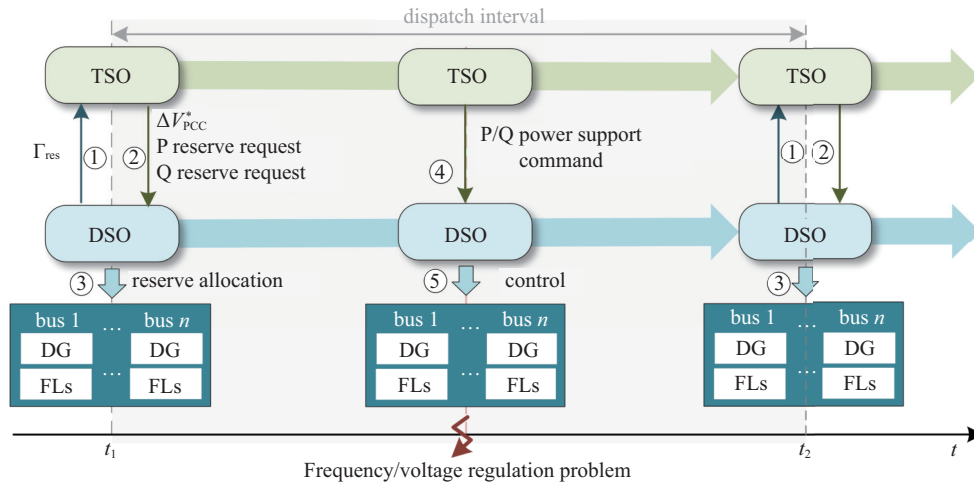 dispatch interval
TSO
TSO
TSO
Γres
①
②
ΔV*PCC
P reserve request
Q reserve request
④
P/Q power support
command
①
②
DSO
DSO
DSO
③
reserve allocation
⑤
control
③
bus 1 … bus n
DG … DG
FLs FLs
bus 1 … bus n
DG … DG
FLs FLs
bus 1 … bus n
DG … DG
FLs FLs
t1
t2
t
Frequency/voltage regulation problem